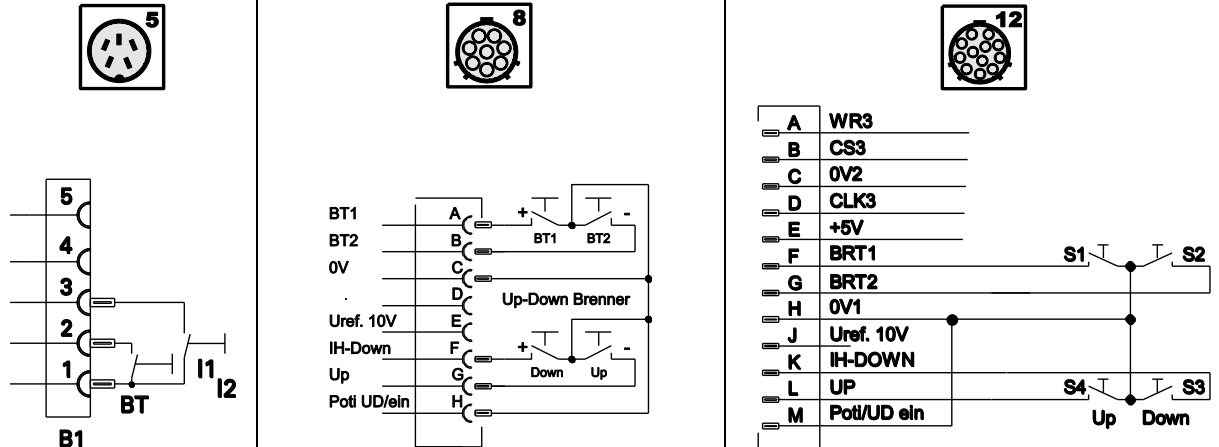 5
5
4
3
2
1
BT
I1
I2
B1
8
BT1
BT2
0V
.
Uref. 10V
IH-Down
Up
Poti UD/ein
A
B
C
D
E
F
G
H
+ -
BT1 BT2
Up-Down Brenner
+ -
Down Up
12
A WR3
B CS3
C 0V2
D CLK3
E +5V
F BRT1
G BRT2
H 0V1
J Uref. 10V
K IH-DOWN
L UP
M Poti/UD ein
S1 S2
S4 S3
Up Down